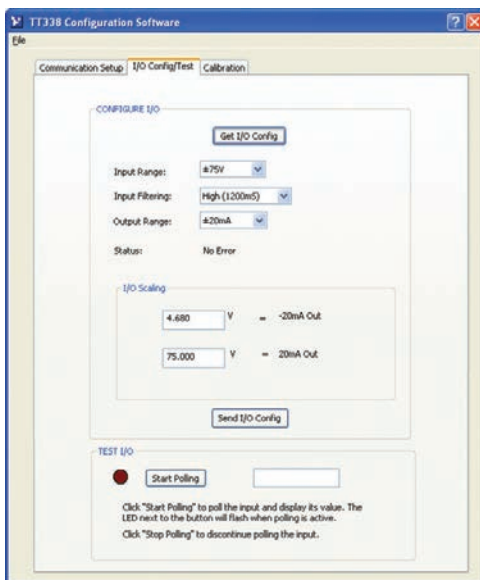 TT338 Configuration Software
File
Communication Setup I/O Config/Test Calibration
CONFIGURE I/O
Get I/O Config
Input Range: ±75V
Input Filtering: High (1200mS)
Output Range: ±20mA
Status: No Error
I/O Scaling
4.680 V = -20mA Out
75.000 V = 20mA Out
Send I/O Config
TEST I/O
Start Polling
Click "Start Polling" to poll the input and display its value. The
LED next to the button will flash when polling is active.
Click "Stop Polling" to discontinue polling the input.